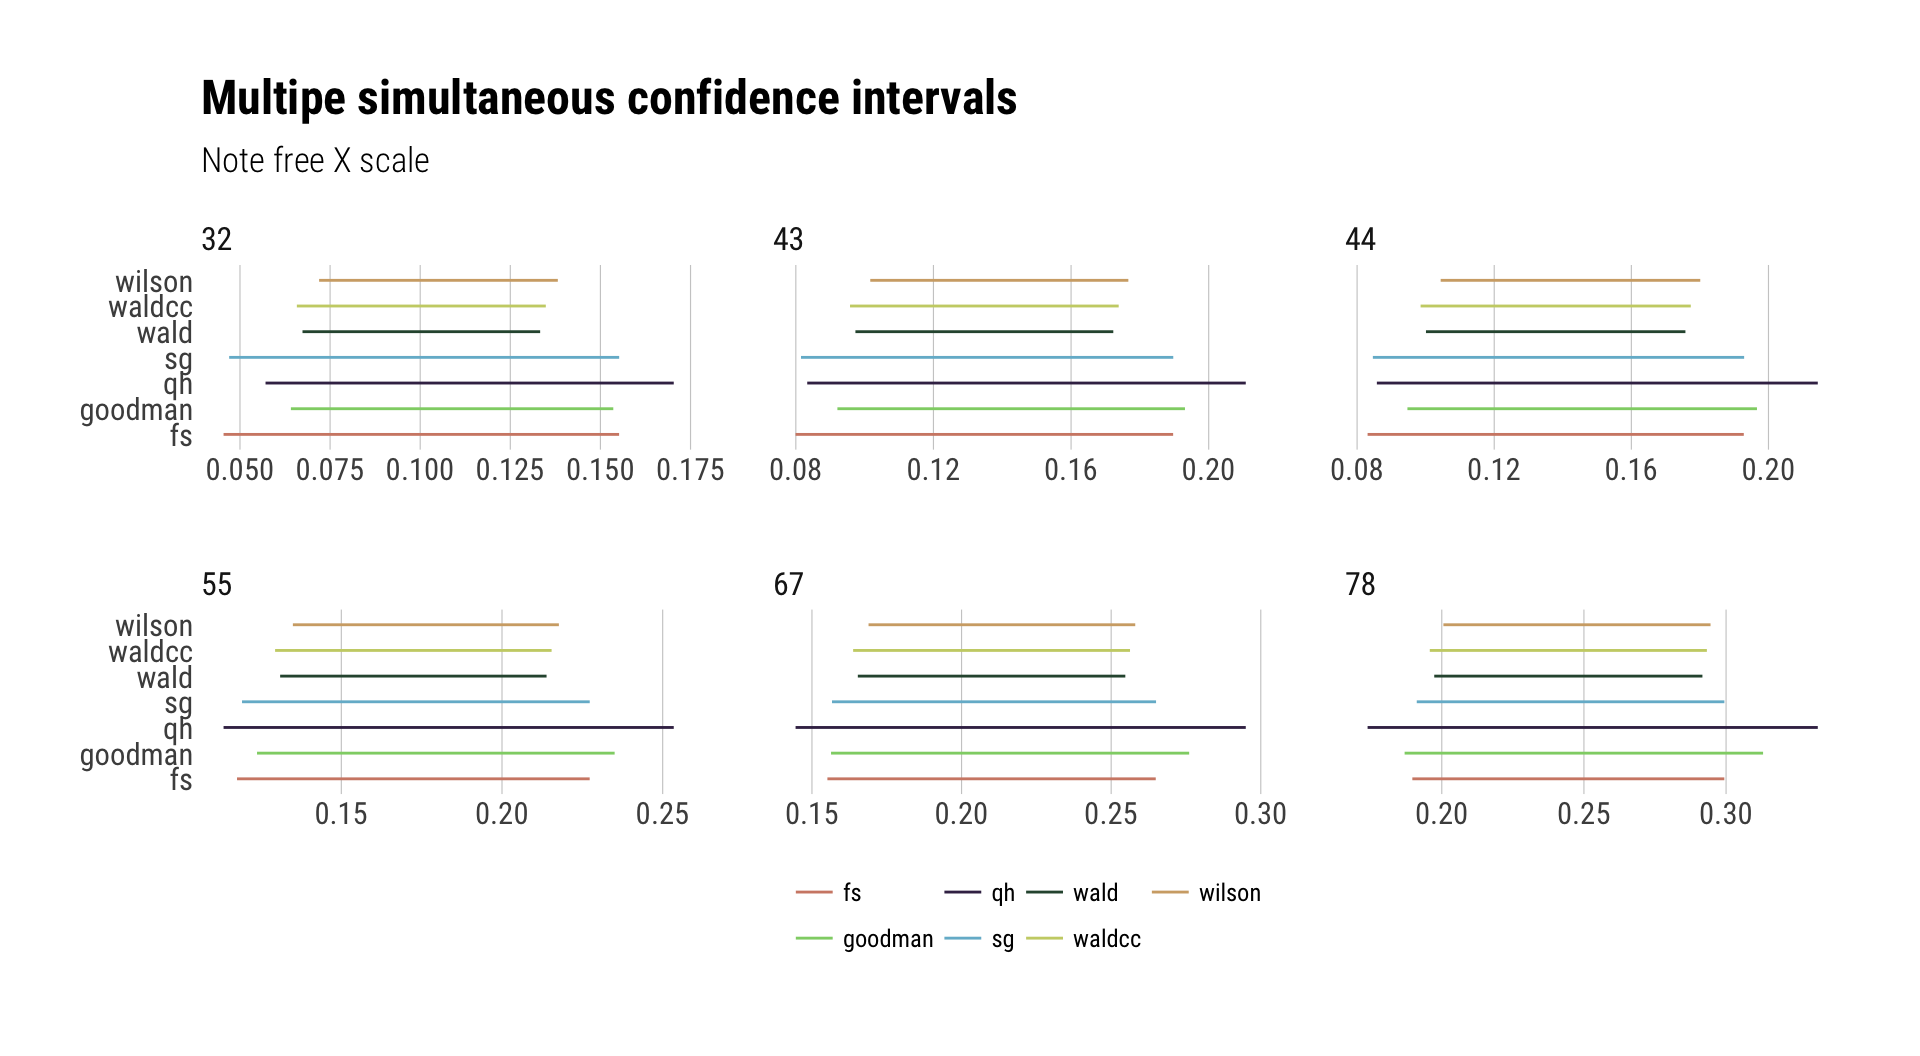 Multipe simultaneous confidence intervals
Note free X scale
32
43
44
wilson
waldcc
wald
sg
qh
goodman
fs
0.050 0.075 0.100 0.125 0.150 0.175
0.08 0.12 0.16 0.20
0.08 0.12 0.16 0.20
55
67
78
wilson
waldcc
wald
sg
qh
goodman
fs
0.15 0.20 0.25
0.15 0.20 0.25 0.30
0.20 0.25 0.30
fs qh wald wilson
goodman sg waldcc